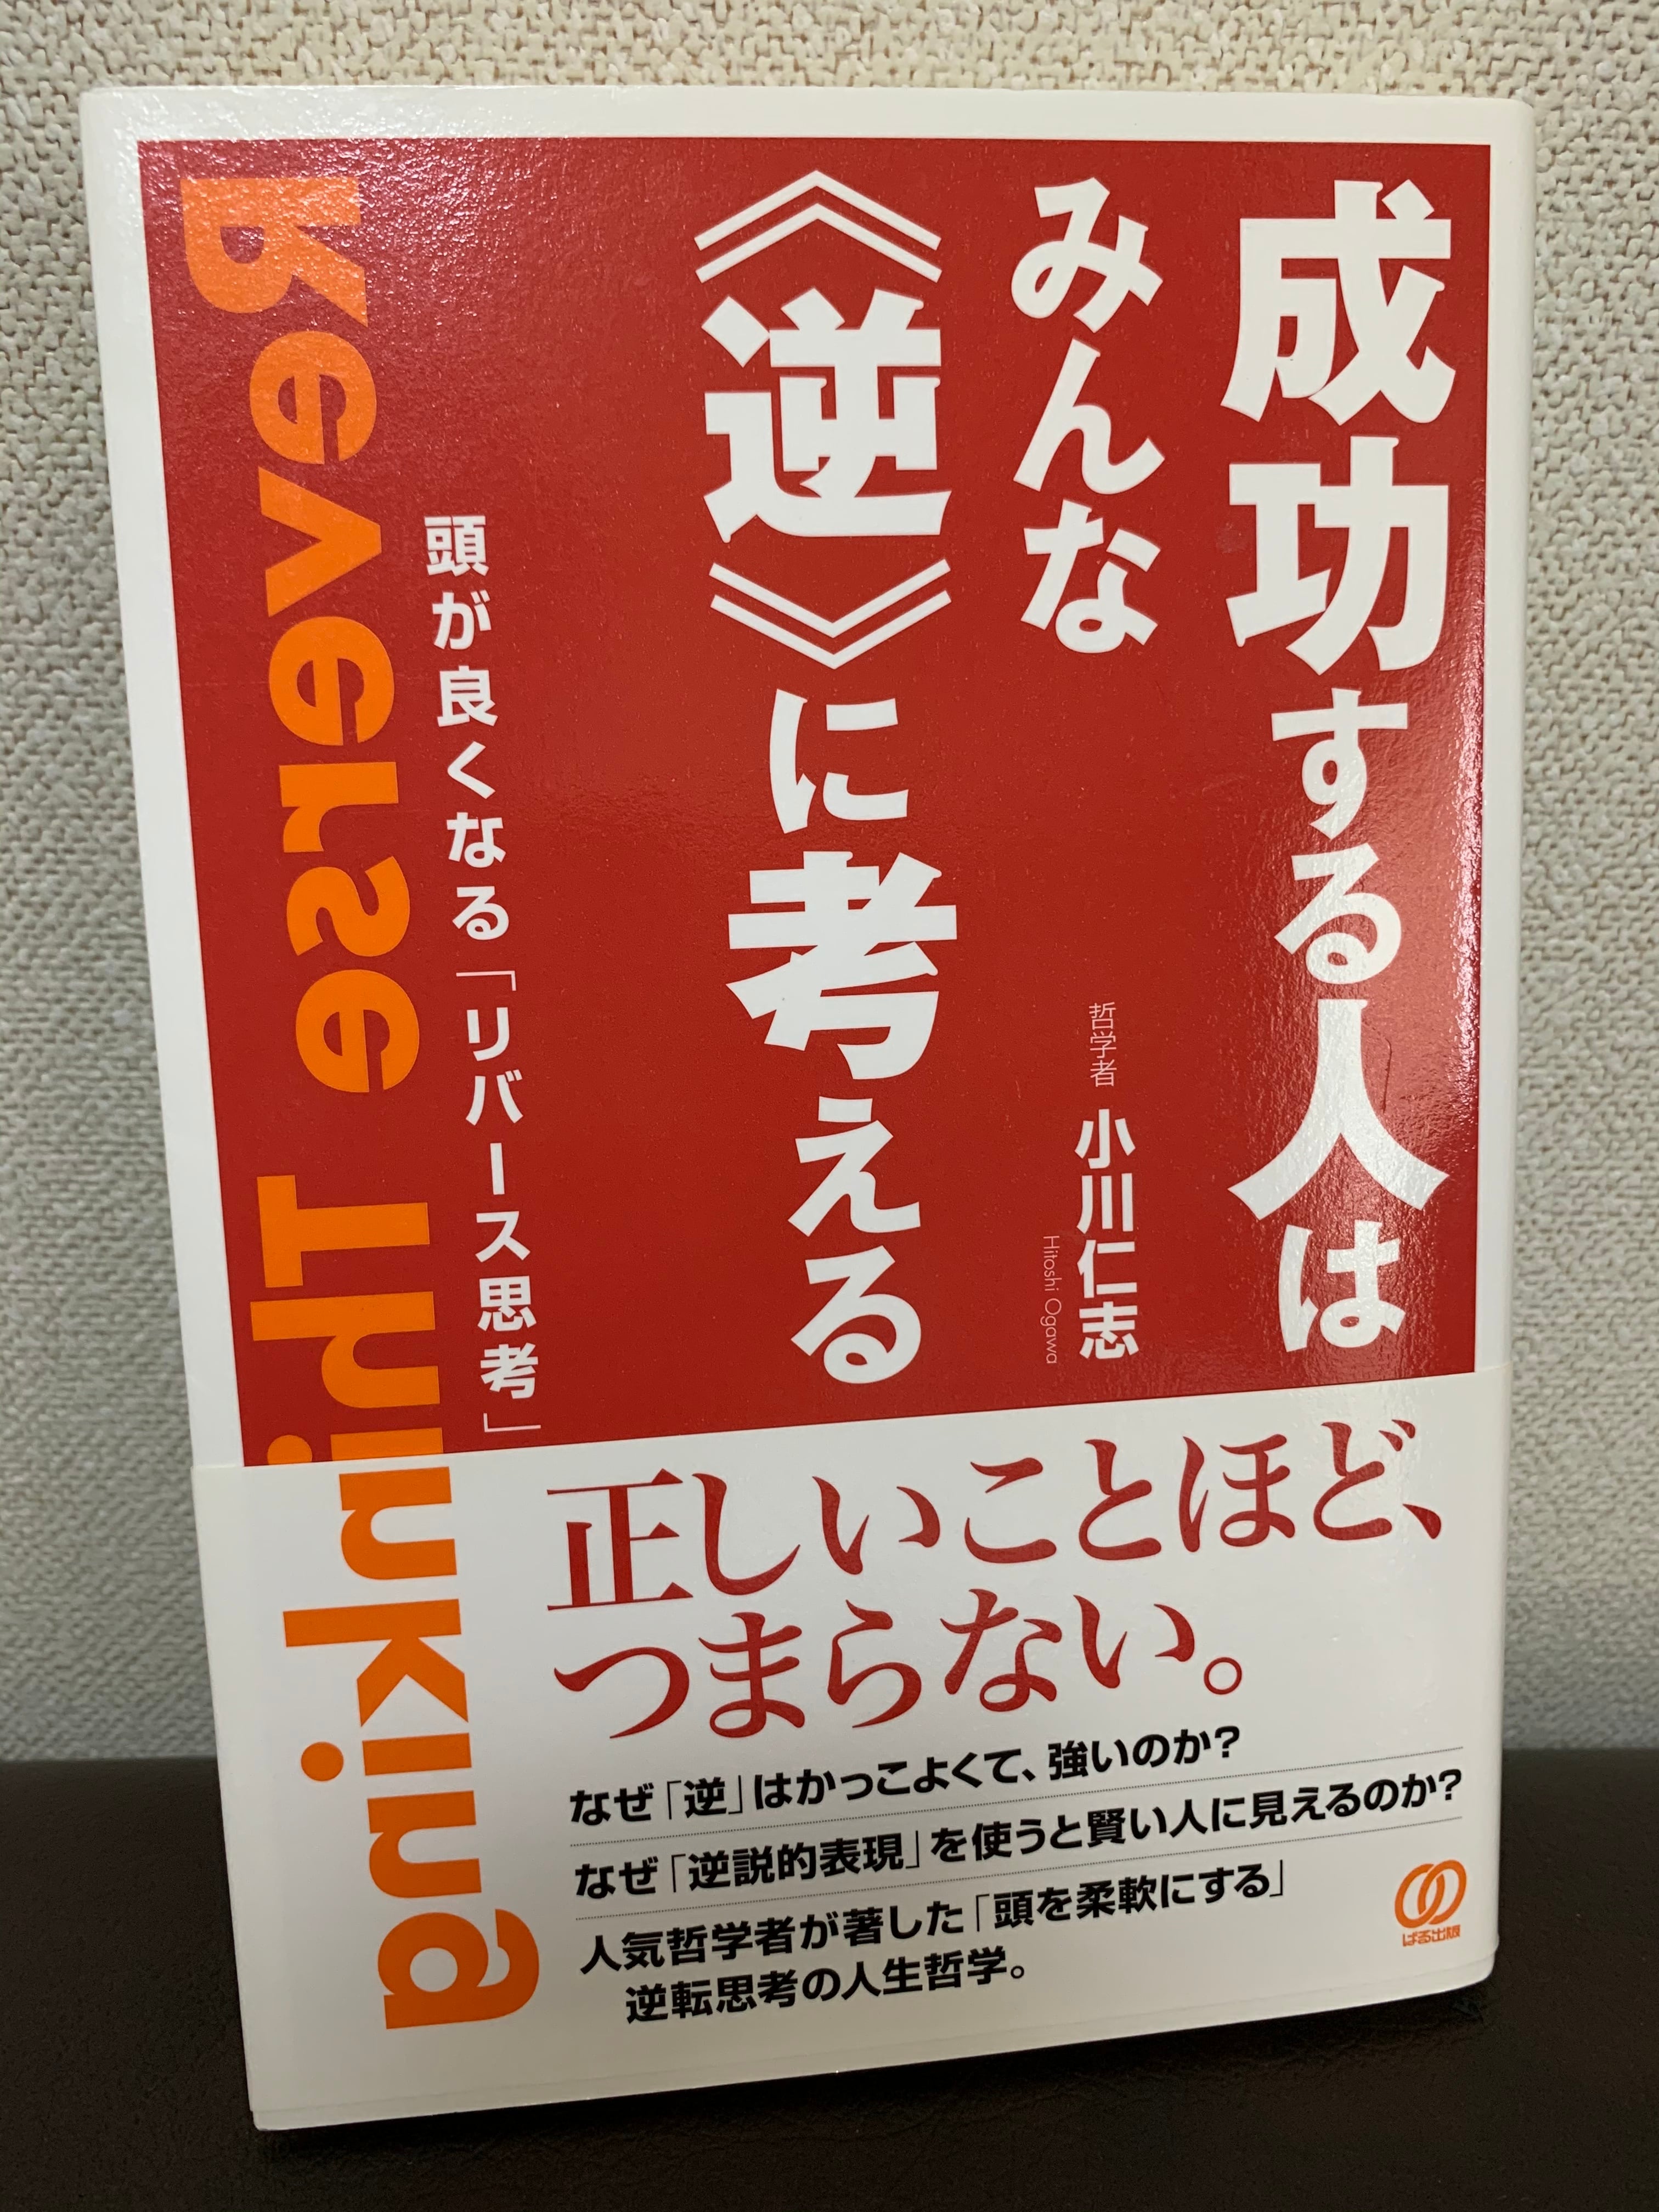 成功する人は
みんな
《逆》に考える
哲学者 小川仁志
Hitoshi Ogawa
頭が良くなる「リバース思考」
Reverse Thinking
正しいことほど、
つまらない。
なぜ「逆」はかっこよくて、強いのか?
なぜ「逆説的表現」を使うと賢い人に見えるのか?
人気哲学者が著した「頭を柔軟にする」
逆転思考の人生哲学。
ぱる出版